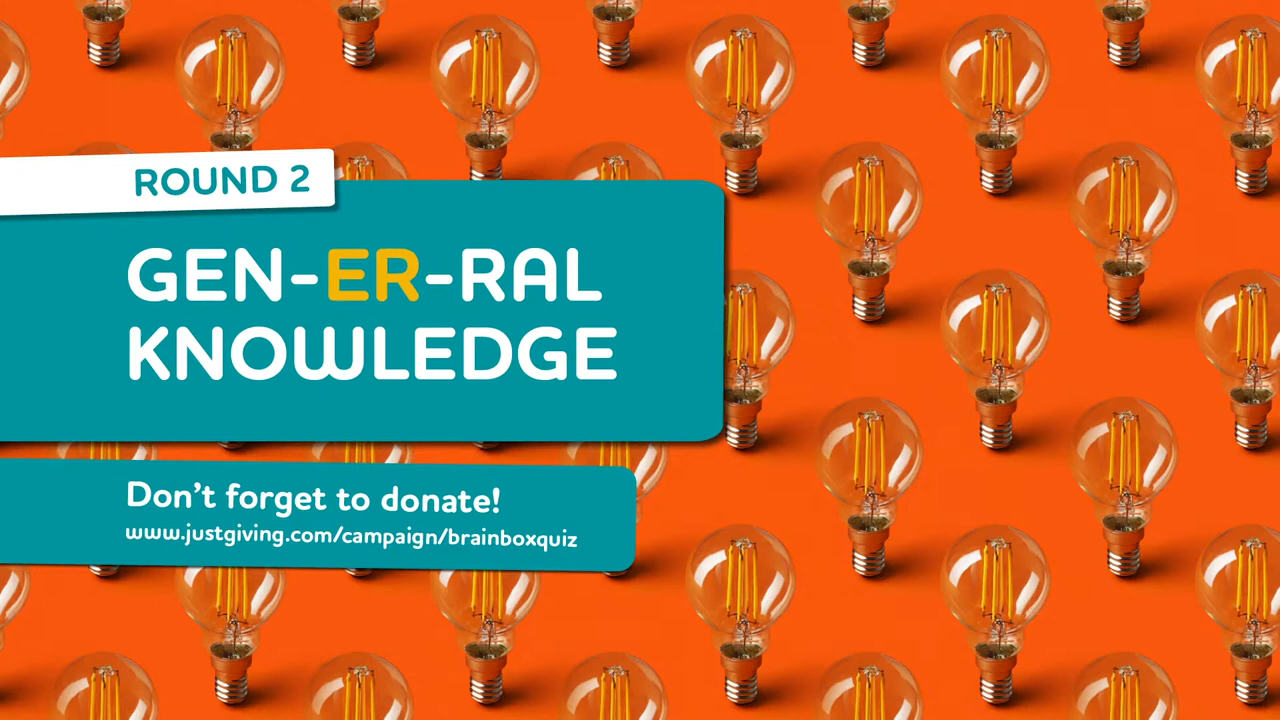 ROUND 2
GEN-ER-RAL
KNOWLEDGE
Don't forget to donate!
www.justgiving.com/campaign/brainboxquiz